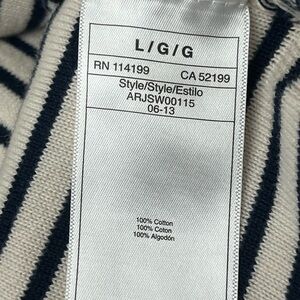 L/G/G
RN 114199 CA 52199
Style/Style/Estilo
ARJSW00115
06-13
100% Cotton
100% Coton
100% Algodón